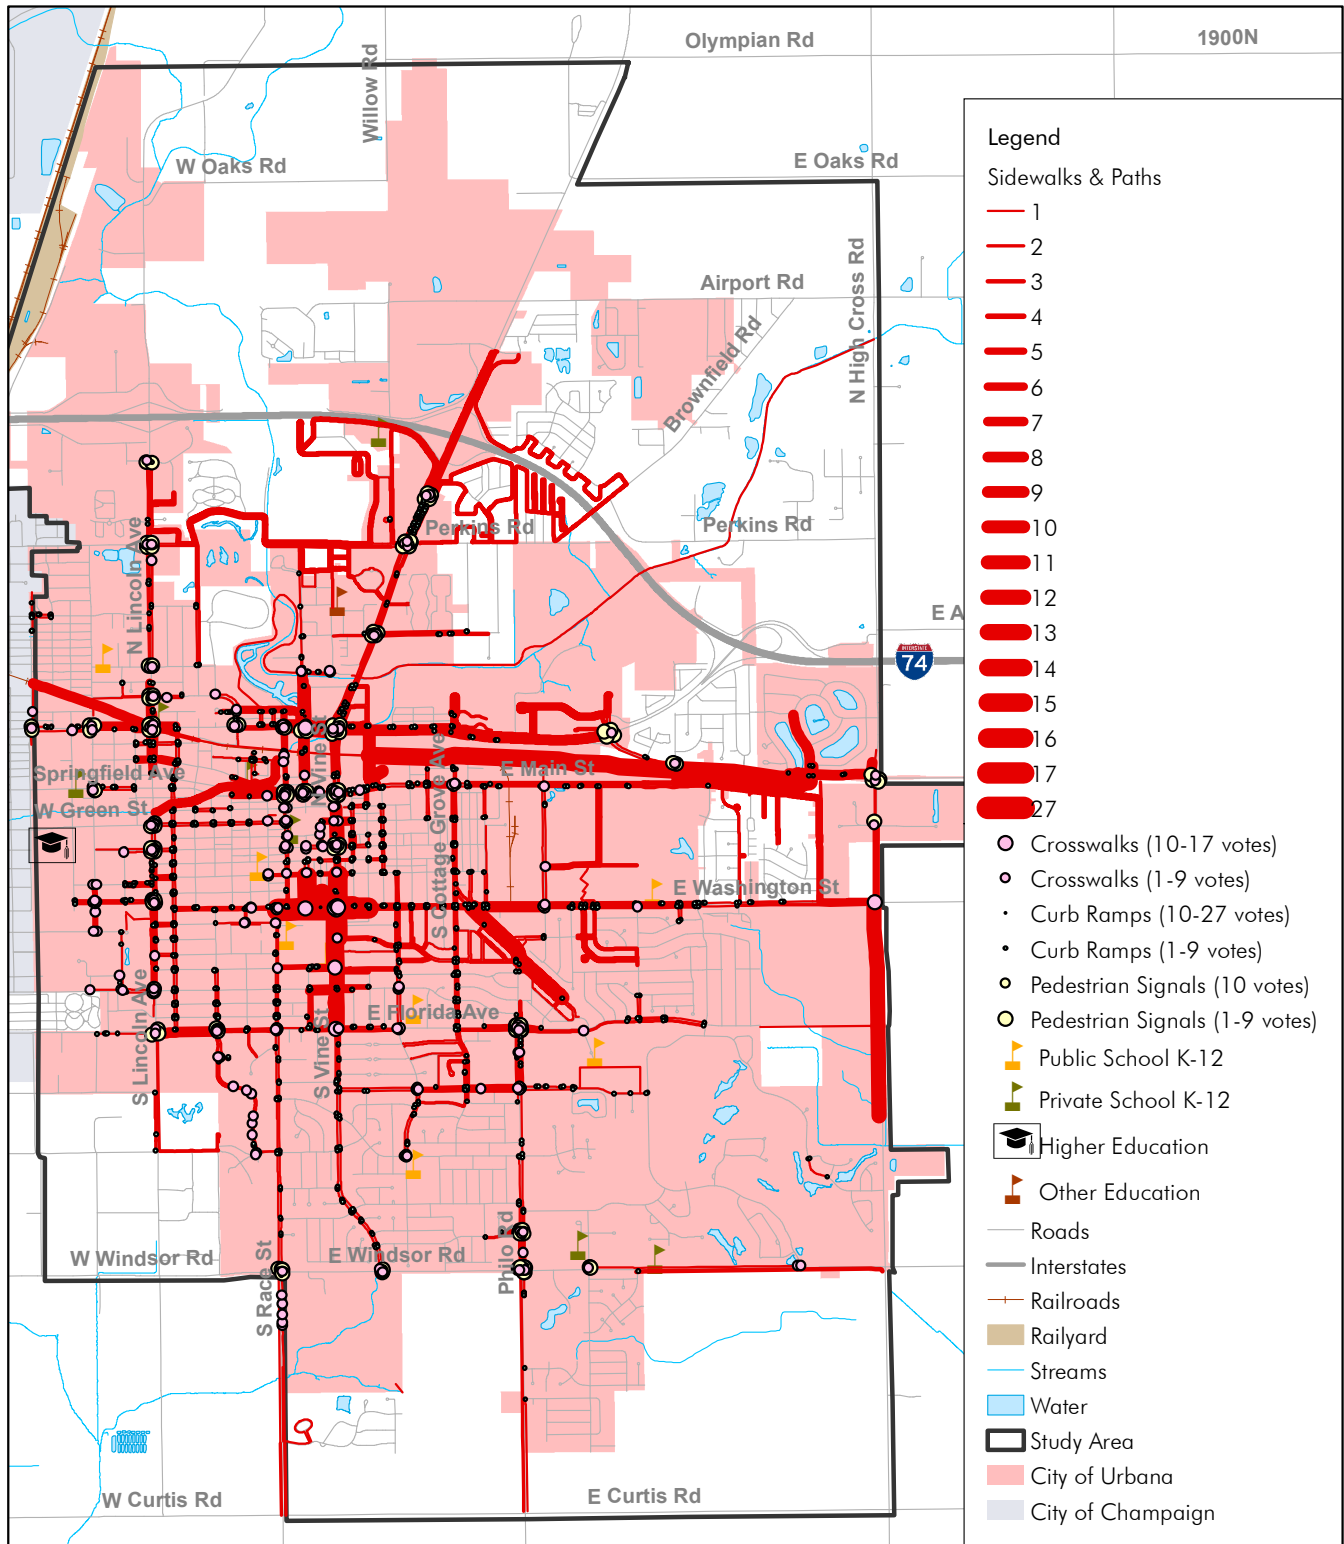 Olympian Rd
1900N
Willow Rd
W Oaks Rd
E Oaks Rd
Airport Rd
N High Cross Rd
Brownfield Rd
Perkins Rd
Perkins Rd
N Lincoln Ave
E A
INTERSTATE
74
N Vine St
Springfield Ave
E Main St
W Green St
S Cottage Grove Ave
E Washington St
S Lincoln Ave
E Florida Ave
S Vine St
W Windsor Rd
E Windsor Rd
S Race St
Philo Rd
W Curtis Rd
E Curtis Rd
Legend
Sidewalks & Paths
1
2
3
4
5
6
7
8
9
10
11
12
13
14
15
16
17
27
Crosswalks (10-17 votes)
Crosswalks (1-9 votes)
Curb Ramps (10-27 votes)
Curb Ramps (1-9 votes)
Pedestrian Signals (10 votes)
Pedestrian Signals (1-9 votes)
Public School K-12
Private School K-12
Higher Education
Other Education
Roads
Interstates
Railroads
Railyard
Streams
Water
Study Area
City of Urbana
City of Champaign